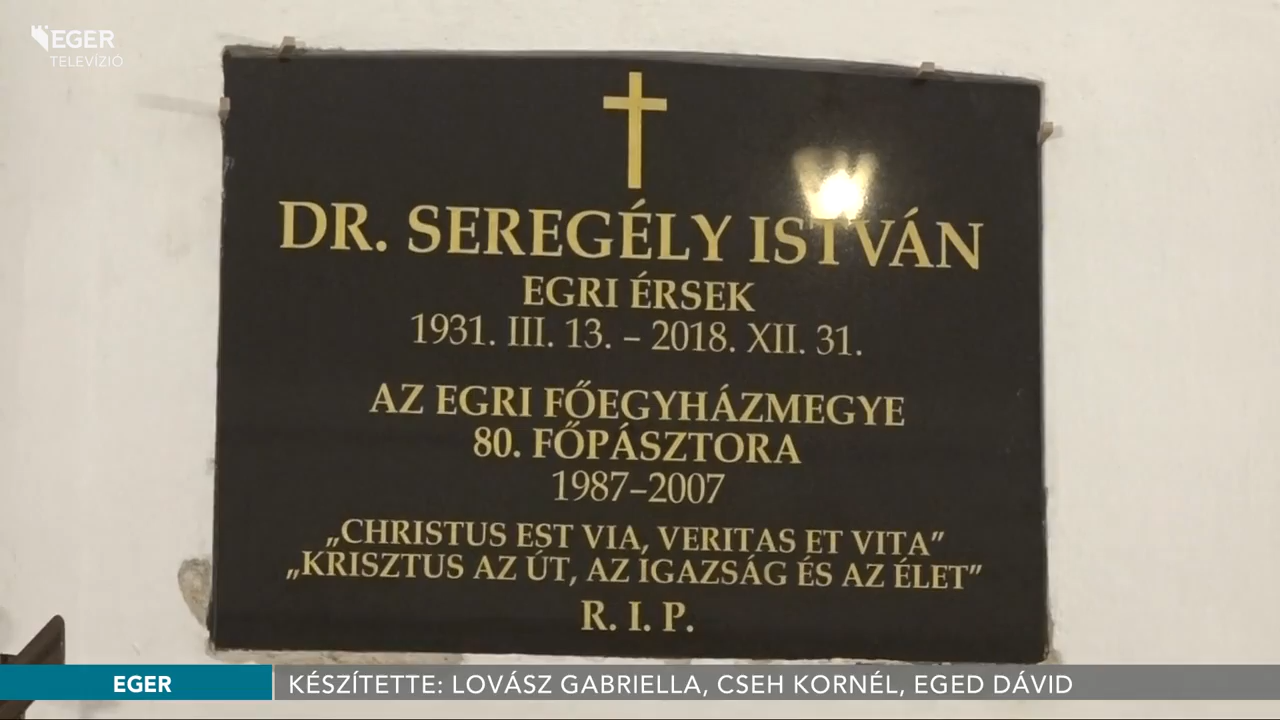 EGER
TELEVÍZIÓ
DR. SEREGÉLY ISTVÁN
EGRI ÉRSEK
1931. III. 13. – 2018. XII. 31.
AZ EGRI FŐEGYHÁZMEGYE
80. FŐPÁSZTORA
1987–2007
„CHRISTUS EST VIA, VERITAS ET VITA”
„KRISZTUS AZ ÚT, AZ IGAZSÁG ÉS AZ ÉLET”
R. I. P.
EGER KÉSZÍTETTE: LOVÁSZ GABRIELLA, CSEH KORNÉL, EGED DÁVID